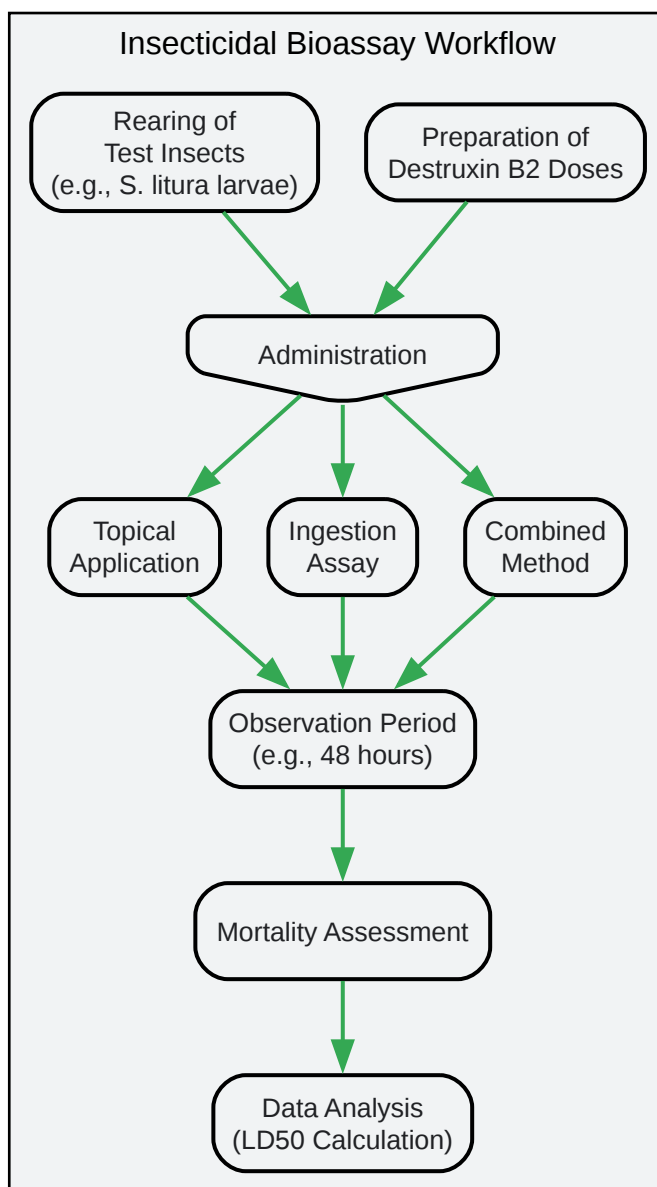 Insecticidal Bioassay Workflow
Rearing of
Test Insects
(e.g., S. litura larvae)
Preparation of
Destruxin B2 Doses
Administration
Topical
Application
Ingestion
Assay
Combined
Method
Observation Period
(e.g., 48 hours)
Mortality Assessment
Data Analysis
(LD50 Calculation)